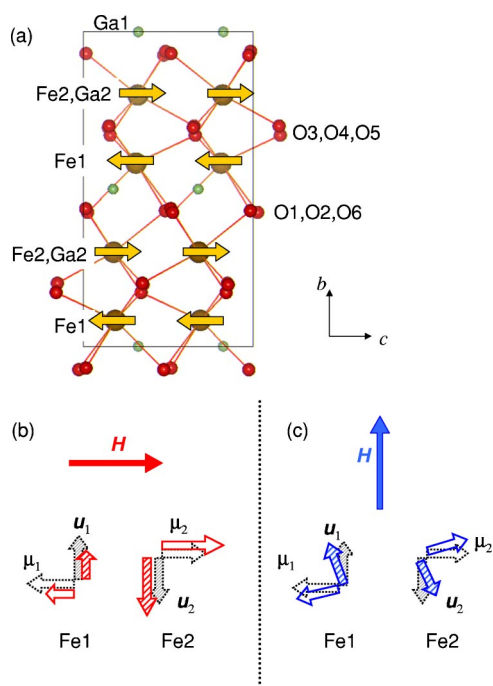 (a)
Ga1
Fe2,Ga2
O3,O4,O5
Fe1
O1,O2,O6
Fe2,Ga2
Fe1
b
c
(b)
H
u1
μ1
μ2
u2
Fe1
Fe2
(c)
H
u1
μ1
μ2
u2
Fe1
Fe2